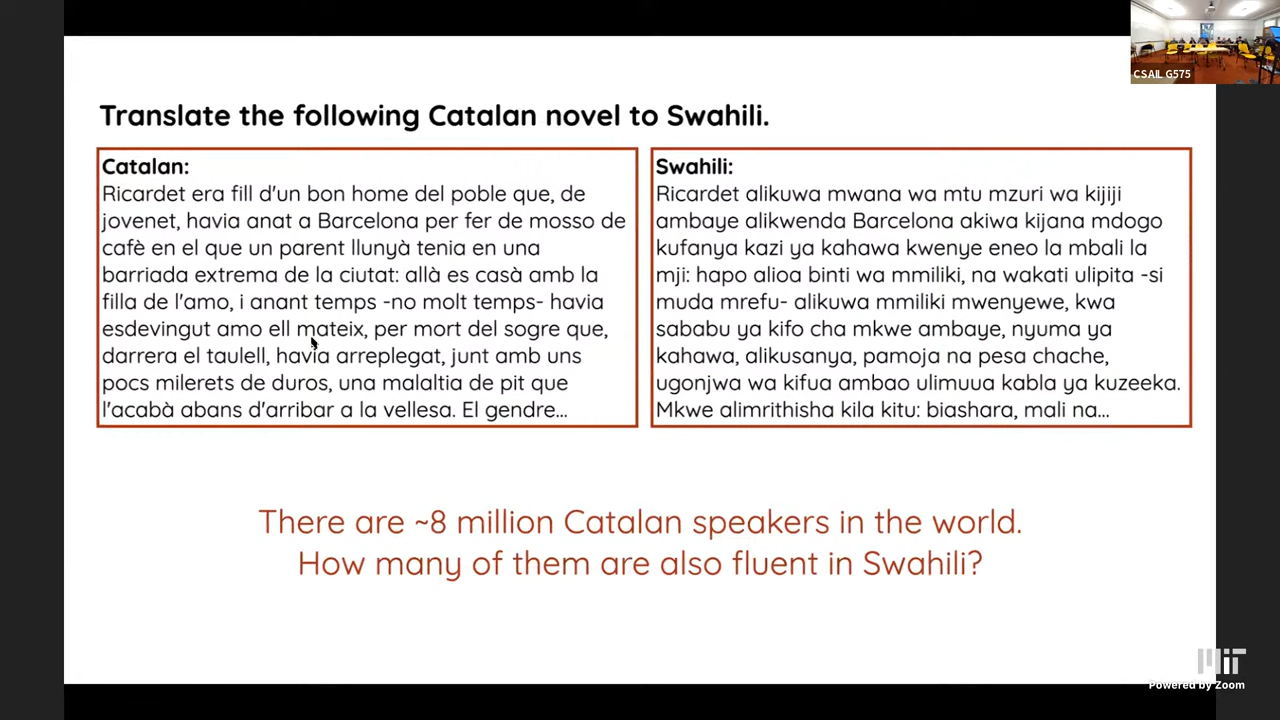 CSAIL G575
Translate the following Catalan novel to Swahili.
Catalan:
Ricardet era fill d'un bon home del poble que, de
jovenet, havia anat a Barcelona per fer de mosso de
cafè en el que un parent llunyà tenia en una
barriada extrema de la ciutat: allà es casà amb la
filla de l'amo, i anant temps -no molt temps- havia
esdevingut amo ell mateix, per mort del sogre que,
darrera el taulell, havia arreplegat, junt amb uns
pocs milerets de duros, una malaltia de pit que
l'acabà abans d'arribar a la vellesa. El gendre...
Swahili:
Ricardet alikuwa mwana wa mtu mzuri wa kijiji
ambaye alikwenda Barcelona akiwa kijana mdogo
kufanya kazi ya kahawa kwenye eneo la mbali la
mji: hapo alioa binti wa mmiliki, na wakati ulipita -si
muda mrefu- alikuwa mmiliki mwenyewe, kwa
sababu ya kifo cha mkwe ambaye, nyuma ya
kahawa, alikusanya, pamoja na pesa chache,
ugonjwa wa kifua ambao ulimuua kabla ya kuzeeka.
Mkwe alimrithisha kila kitu: biashara, mali na...
There are ~8 million Catalan speakers in the world.
How many of them are also fluent in Swahili?
MIT
Powered by Zoom